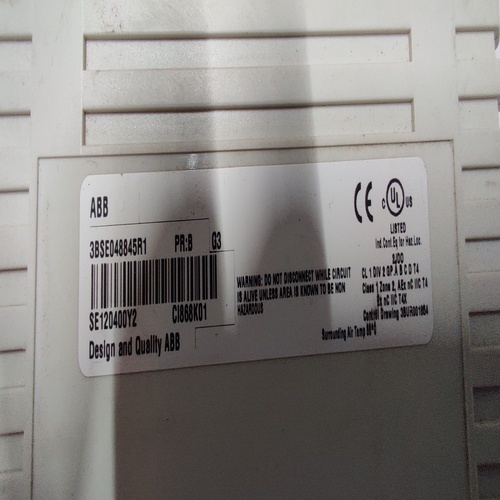 ABB
3BSE048845R1 PR:B G3
SE120400Y2 CI868K01
Design and Quality ABB
WARNING: DO NOT DISCONNECT WHILE CIRCUIT
IS ALIVE UNLESS AREA IS KNOWN TO BE NON
HAZARDOUS
CE
C UL US
LISTED
Ind.Cont.Eq. for Haz.Loc.
CL 1 DIV 2 GP A B C D T4
Class 1 Zone 2, AEx nC IIC T4
Ex nC IIC T4X
Control Drawing
Surrounding Air Temp